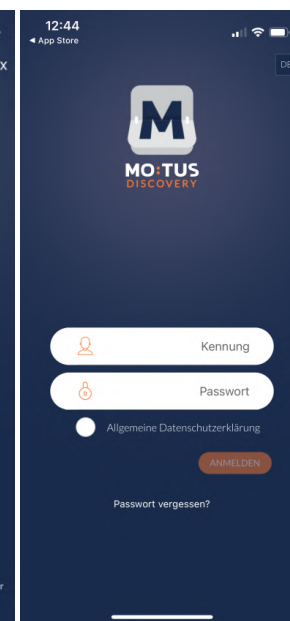 12:44
◄ App Store
X
DE
M
MO:TUS
DISCOVERY
Kennung
Passwort
Allgemeine Datenschutzerklärung
ANMELDEN
Passwort vergessen?
r